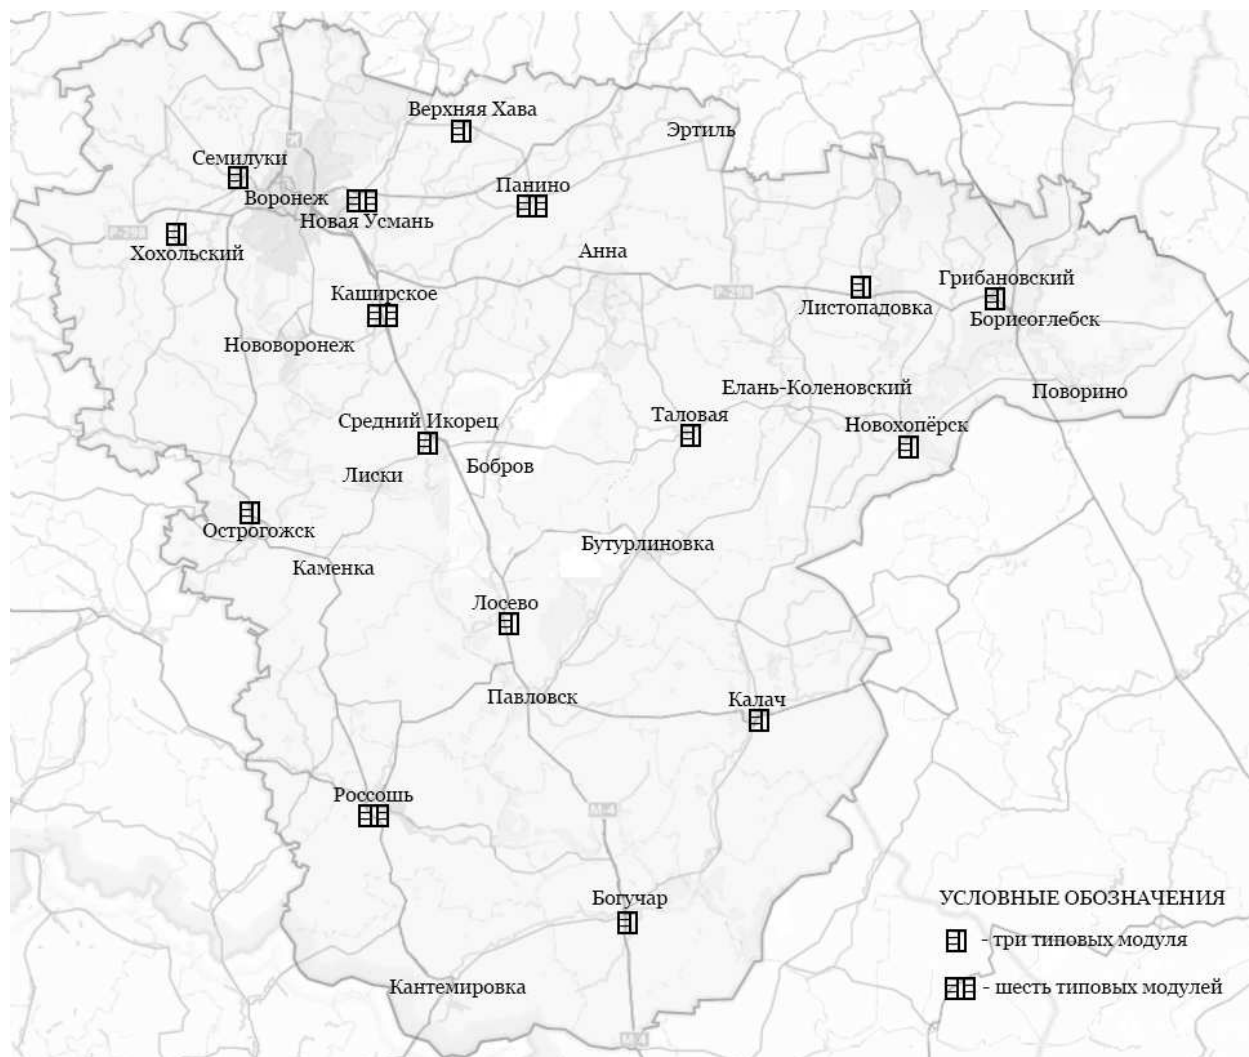 Верхняя Хава
Эртиль
Семилуки
Воронеж
Панино
Новая Усмань
Хохольский
Анна
Каширское
Грибановский
Листопадовка
Борисоглебск
Нововоронеж
Елань-Коленовский
Поворино
Средний Икорец
Таловая
Новохопёрск
Бобров
Лиски
Острогожск
Бутурлиновка
Каменка
Лосево
Павловск
Калач
Россошь
М-4
Богучар
УСЛОВНЫЕ ОБОЗНАЧЕНИЯ
- три типовых модуля
- шесть типовых модулей
Кантемировка